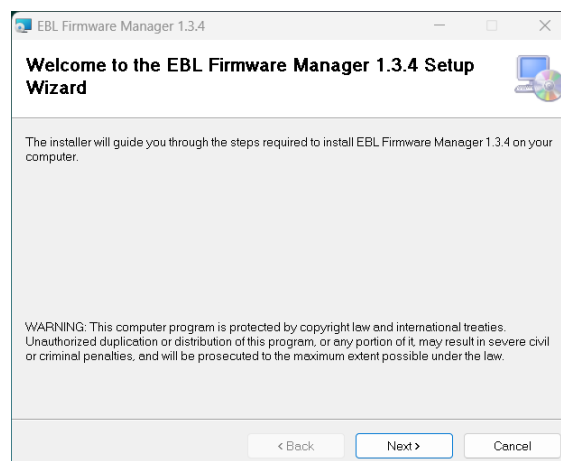 EBL Firmware Manager 1.3.4
Welcome to the EBL Firmware Manager 1.3.4 Setup
Wizard
The installer will guide you through the steps required to install EBL Firmware Manager 1.3.4 on your
computer.
WARNING: This computer program is protected by copyright law and international treaties.
Unauthorized duplication or distribution of this program, or any portion of it, may result in severe civil
or criminal penalties, and will be prosecuted to the maximum extent possible under the law.
< Back Next > Cancel